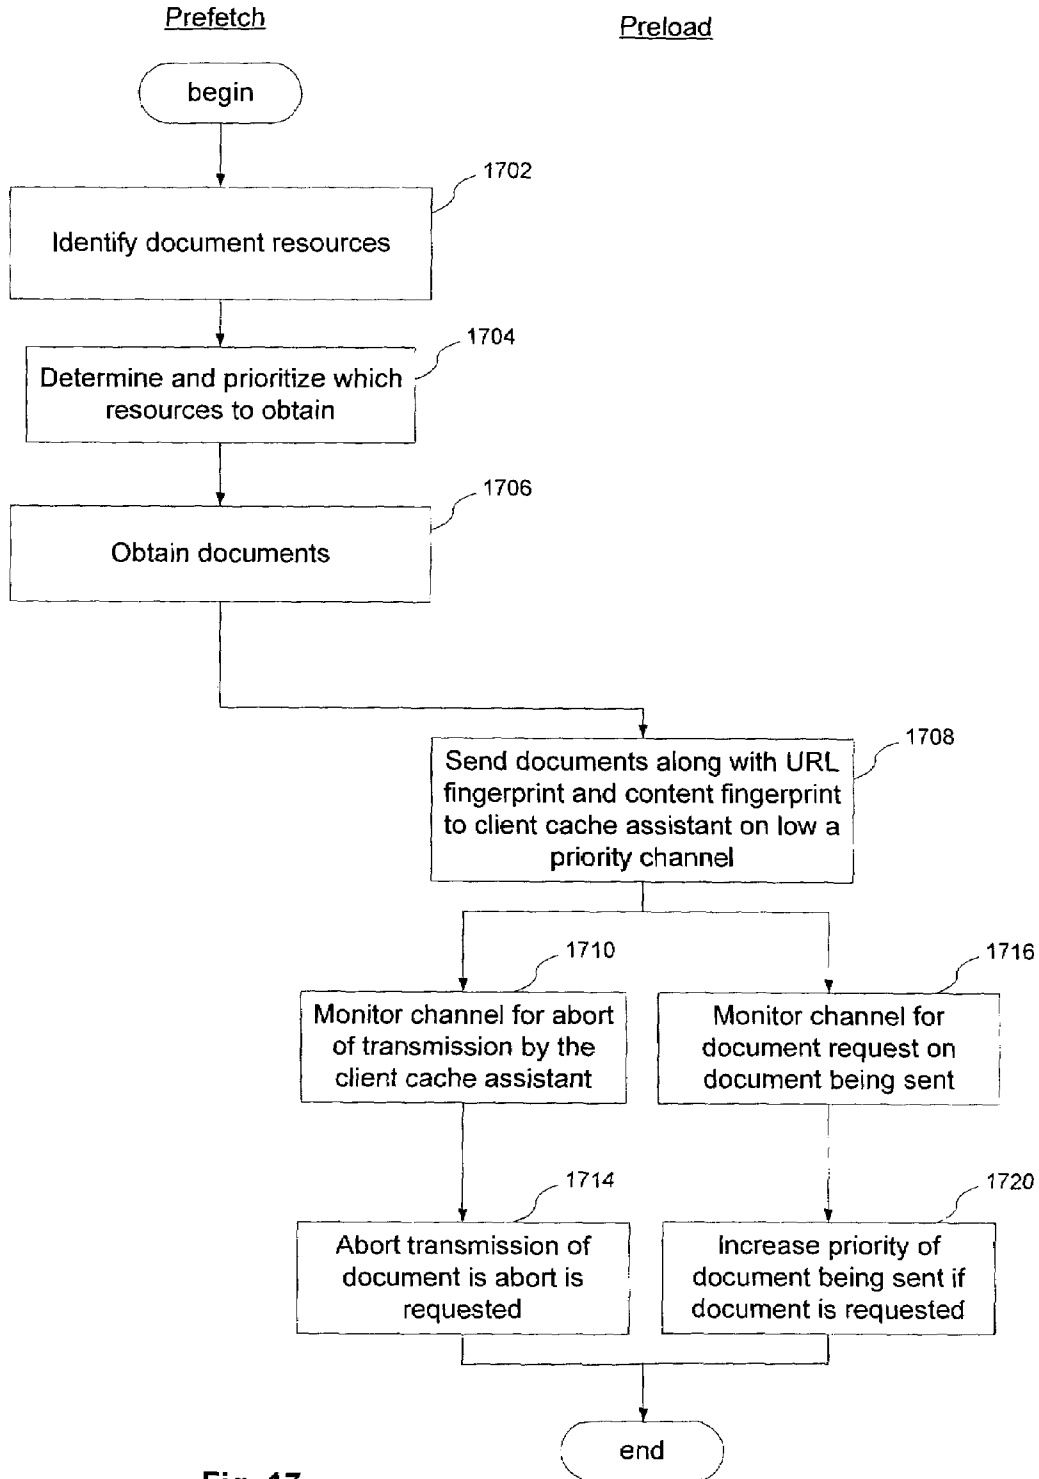 Prefetch
Preload
begin
1702
Identify document resources
1704
Determine and prioritize which
resources to obtain
1706
Obtain documents
1708
Send documents along with URL
fingerprint and content fingerprint
to client cache assistant on low a
priority channel
1710
Monitor channel for abort
of transmission by the
client cache assistant
1716
Monitor channel for
document request on
document being sent
1714
Abort transmission of
document is abort is
requested
1720
Increase priority of
document being sent if
document is requested
end
Fig. 17